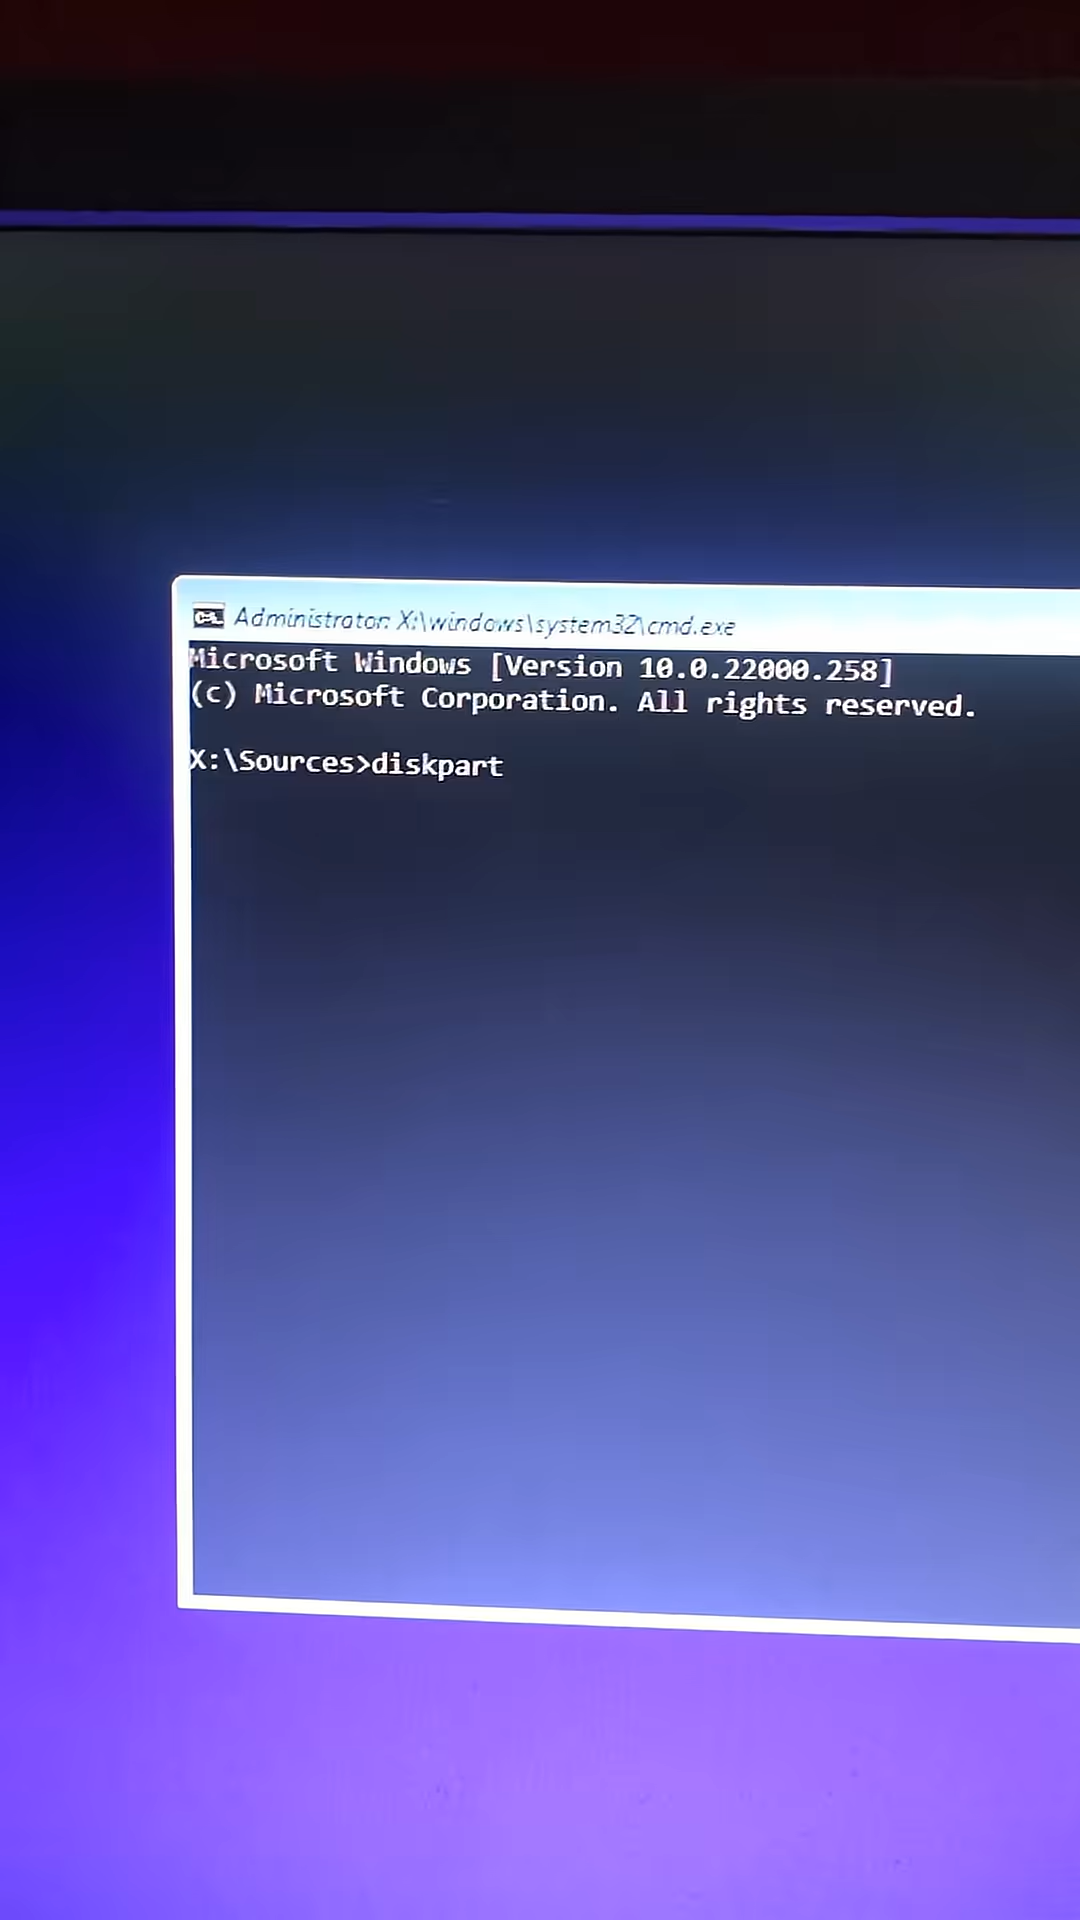 Administrator: X:\windows\system32\cmd.exe
Microsoft Windows [Version 10.0.22000.258]
(c) Microsoft Corporation. All rights reserved.
X:\Sources>diskpart